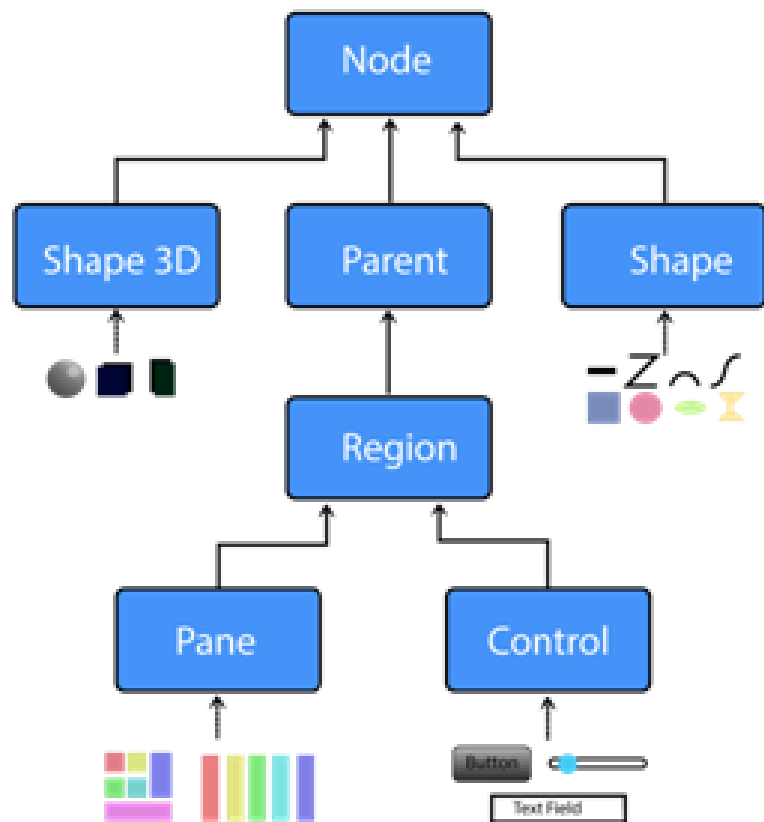 Node
Shape 3D
Parent
Shape
Region
Pane
Control
Button
Text Field